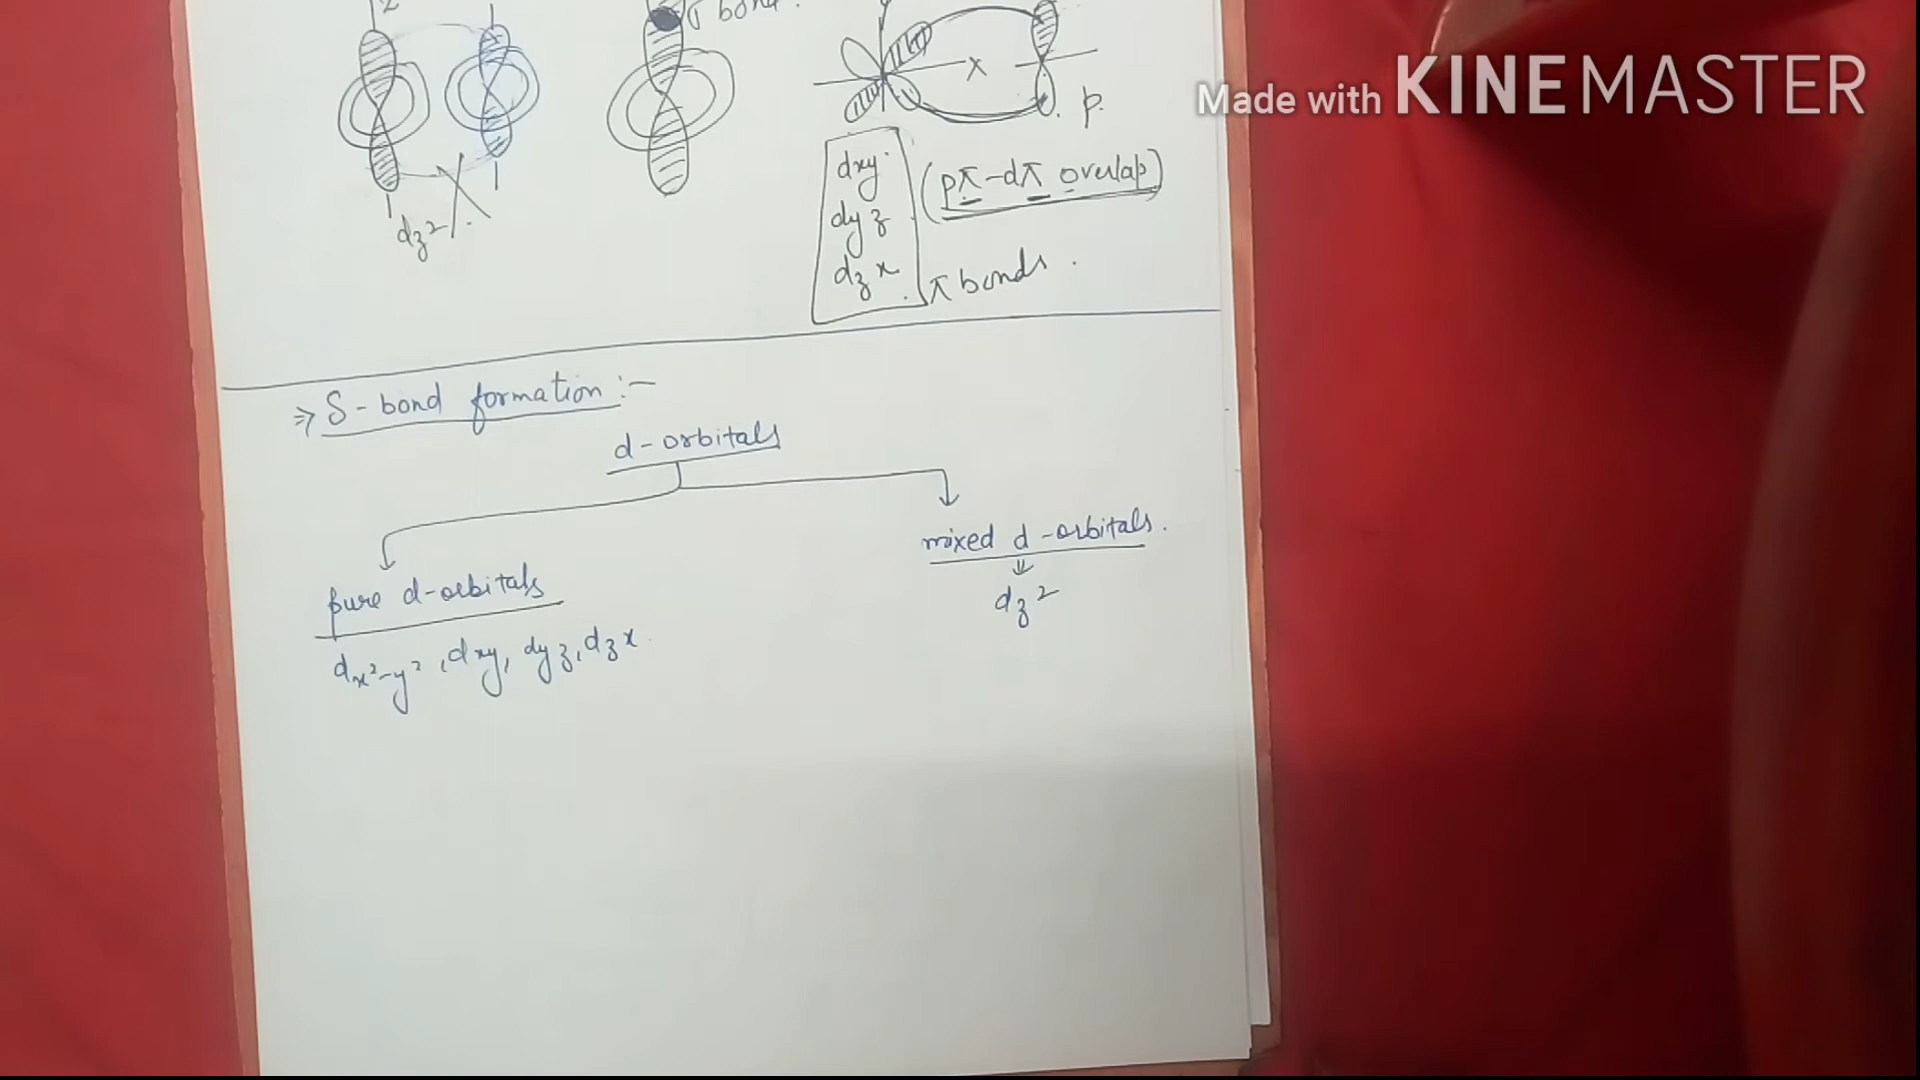 z
σ bond.
Made with KINEMASTER
x
p.
dz²
dxy
dyz
dzx
(pπ-dπ overlap)
π bonds.
⇒ δ-bond formation :-
d-orbitals
pure d-orbitals
mixed d-orbitals.
dz²
dx²-y², dxy, dyz, dzx